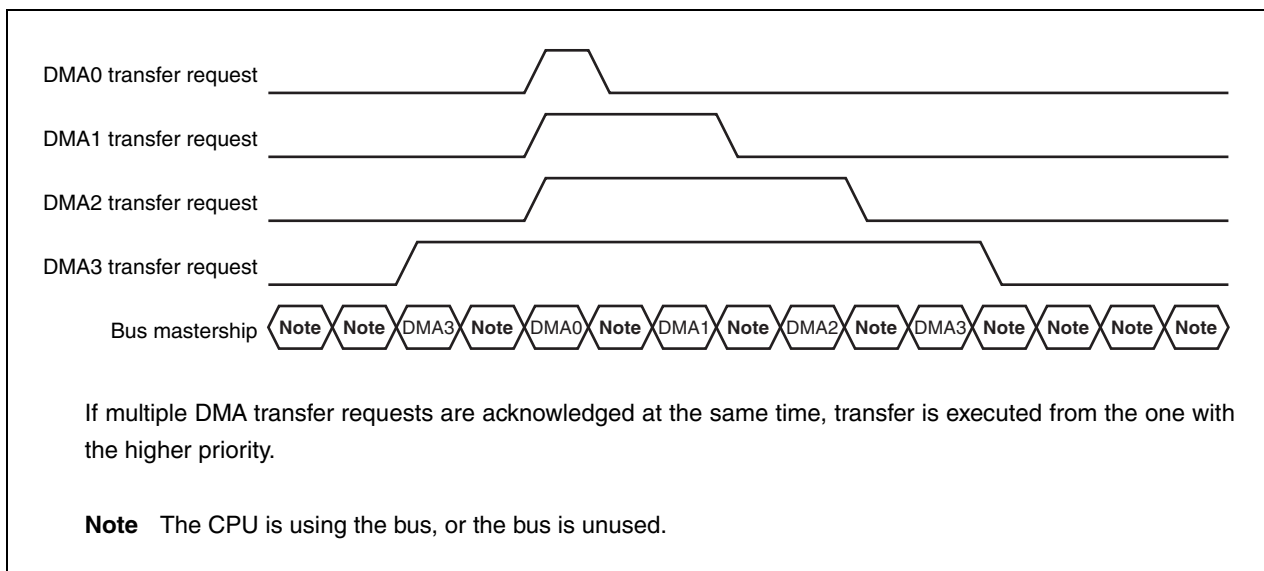 DMA0 transfer request
DMA1 transfer request
DMA2 transfer request
DMA3 transfer request
Bus mastership Note Note DMA3 Note DMA0 Note DMA1 Note DMA2 Note DMA3 Note Note Note Note
If multiple DMA transfer requests are acknowledged at the same time, transfer is executed from the one with
the higher priority.
Note The CPU is using the bus, or the bus is unused.